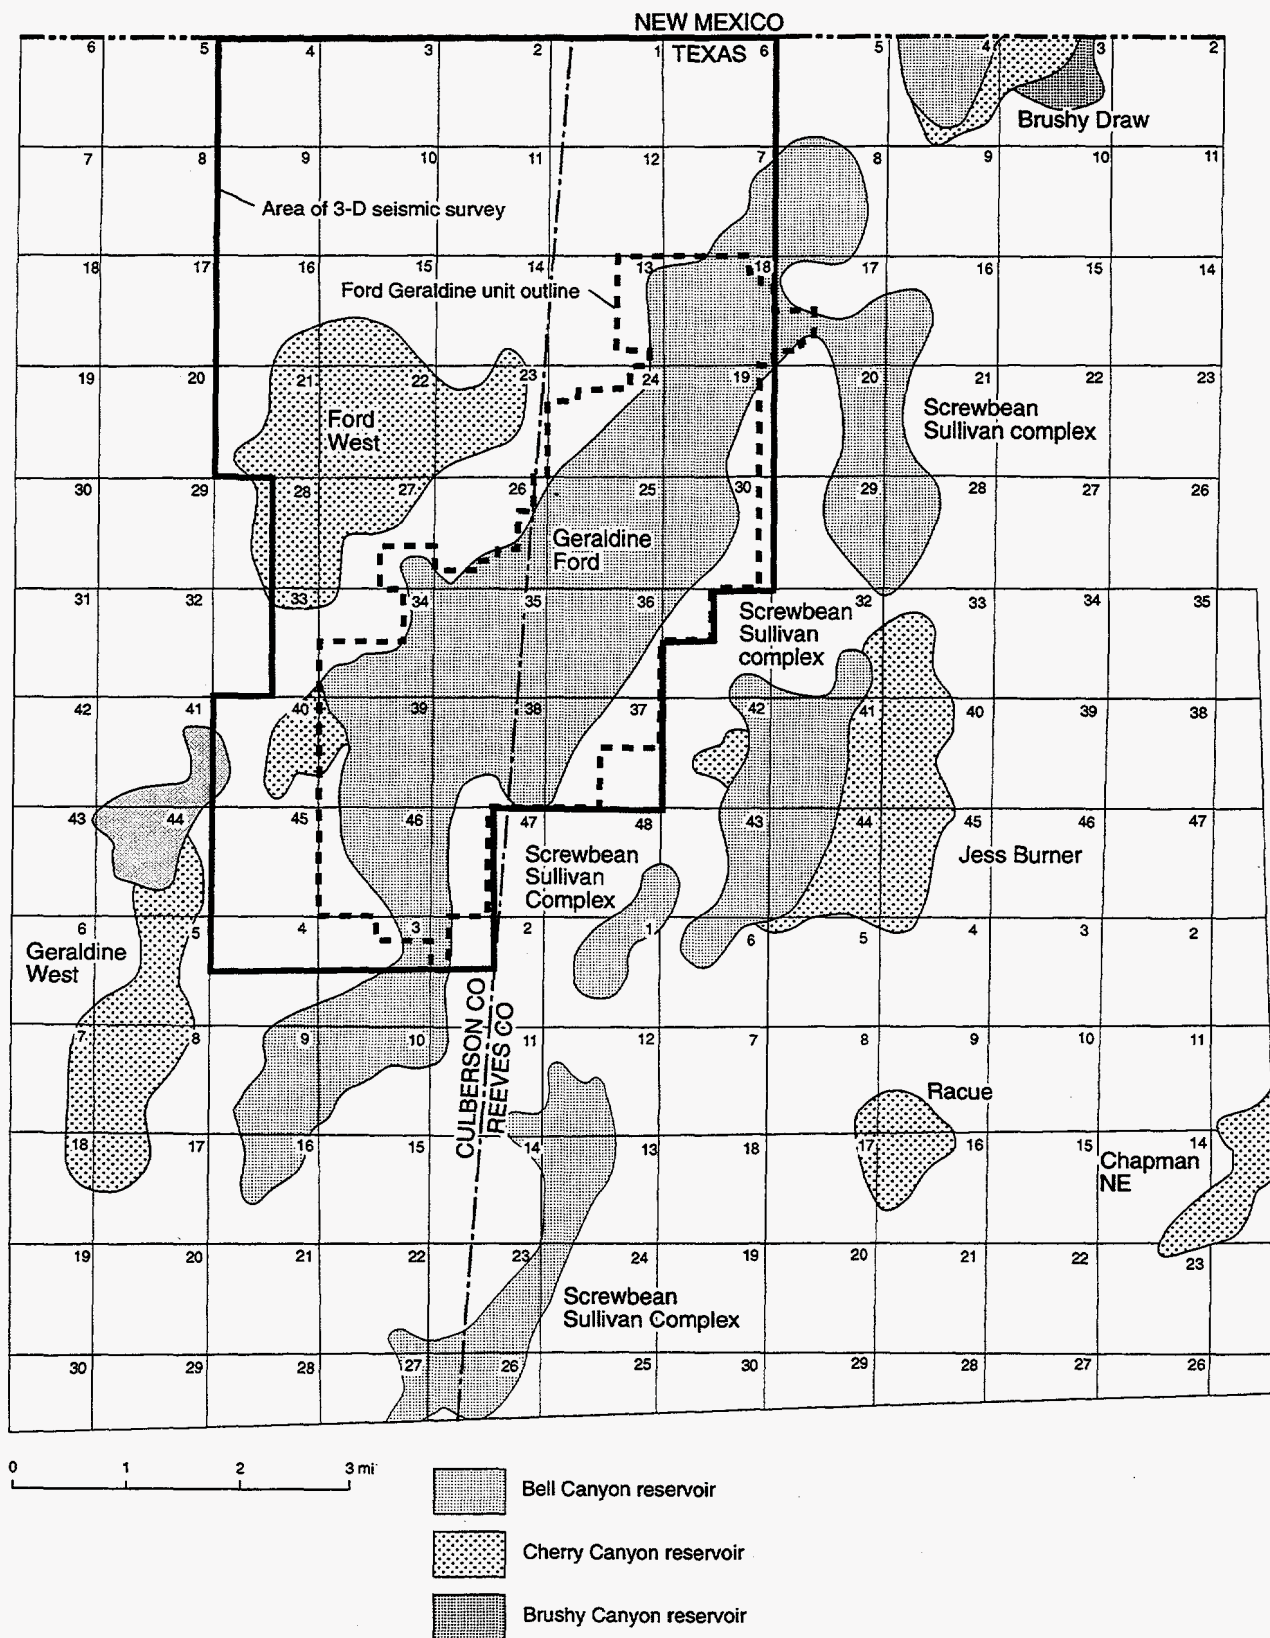 NEW MEXICO
6 5 4 3 2 1 TEXAS 6 5 4 3 2
Brushy Draw
7 8 9 10 11 12 7 8 9 10 11
Area of 3-D seismic survey
18 17 16 15 14 13 18 17 16 15 14
Ford Geraldine unit outline
19 20 21 22 23 24 19 20 21 22 23
Ford
West
Screwbean
Sullivan complex
30 29 28 27 26 25 30 29 28 27 26
Geraldine
Ford
31 32 33 34 35 36 32 33 34 35
Screwbean
Sullivan
complex
42 41 40 39 38 37 42 41 40 39 38
43 44 45 46 47 48 43 44 45 46 47
Screwbean
Sullivan
Complex
Jess Burner
6 5 4 3 2 1 6 5 4 3 2
Geraldine
West
CULBERSON CO
REEVES CO
7 8 9 10 11 12 7 8 9 10 11
Racue
18 17 16 15 14 13 18 17 16 15 14
Chapman
NE
19 20 21 22 23 24 19 20 21 22 23
Screwbean
Sullivan Complex
30 29 28 27 26 25 30 29 28 27 26
0 1 2 3 mi
Bell Canyon reservoir
Cherry Canyon reservoir
Brushy Canyon reservoir